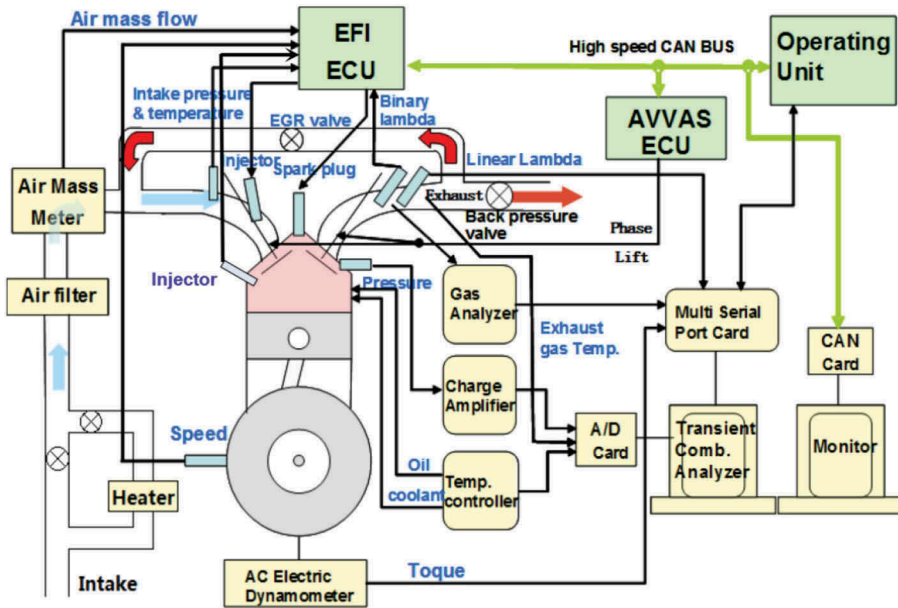 Air mass flow
EFI
ECU
High speed CAN BUS
Operating
Unit
Intake pressure
& temperature
Binary
lambda
EGR valve
AVVAS
ECU
Injector
Spark plug
Linear Lambda
Air Mass
Meter
Exhaust
Back pressure
valve
Phase
Lift
Injector
Pressure
Air filter
Gas
Analyzer
Multi Serial
Port Card
Exhaust
gas Temp.
CAN
Card
Charge
Amplifier
A/D
Card
Transient
Comb.
Analyzer
Monitor
Speed
Oil
coolant
Temp.
controller
Heater
Intake
AC Electric
Dynamometer
Toque